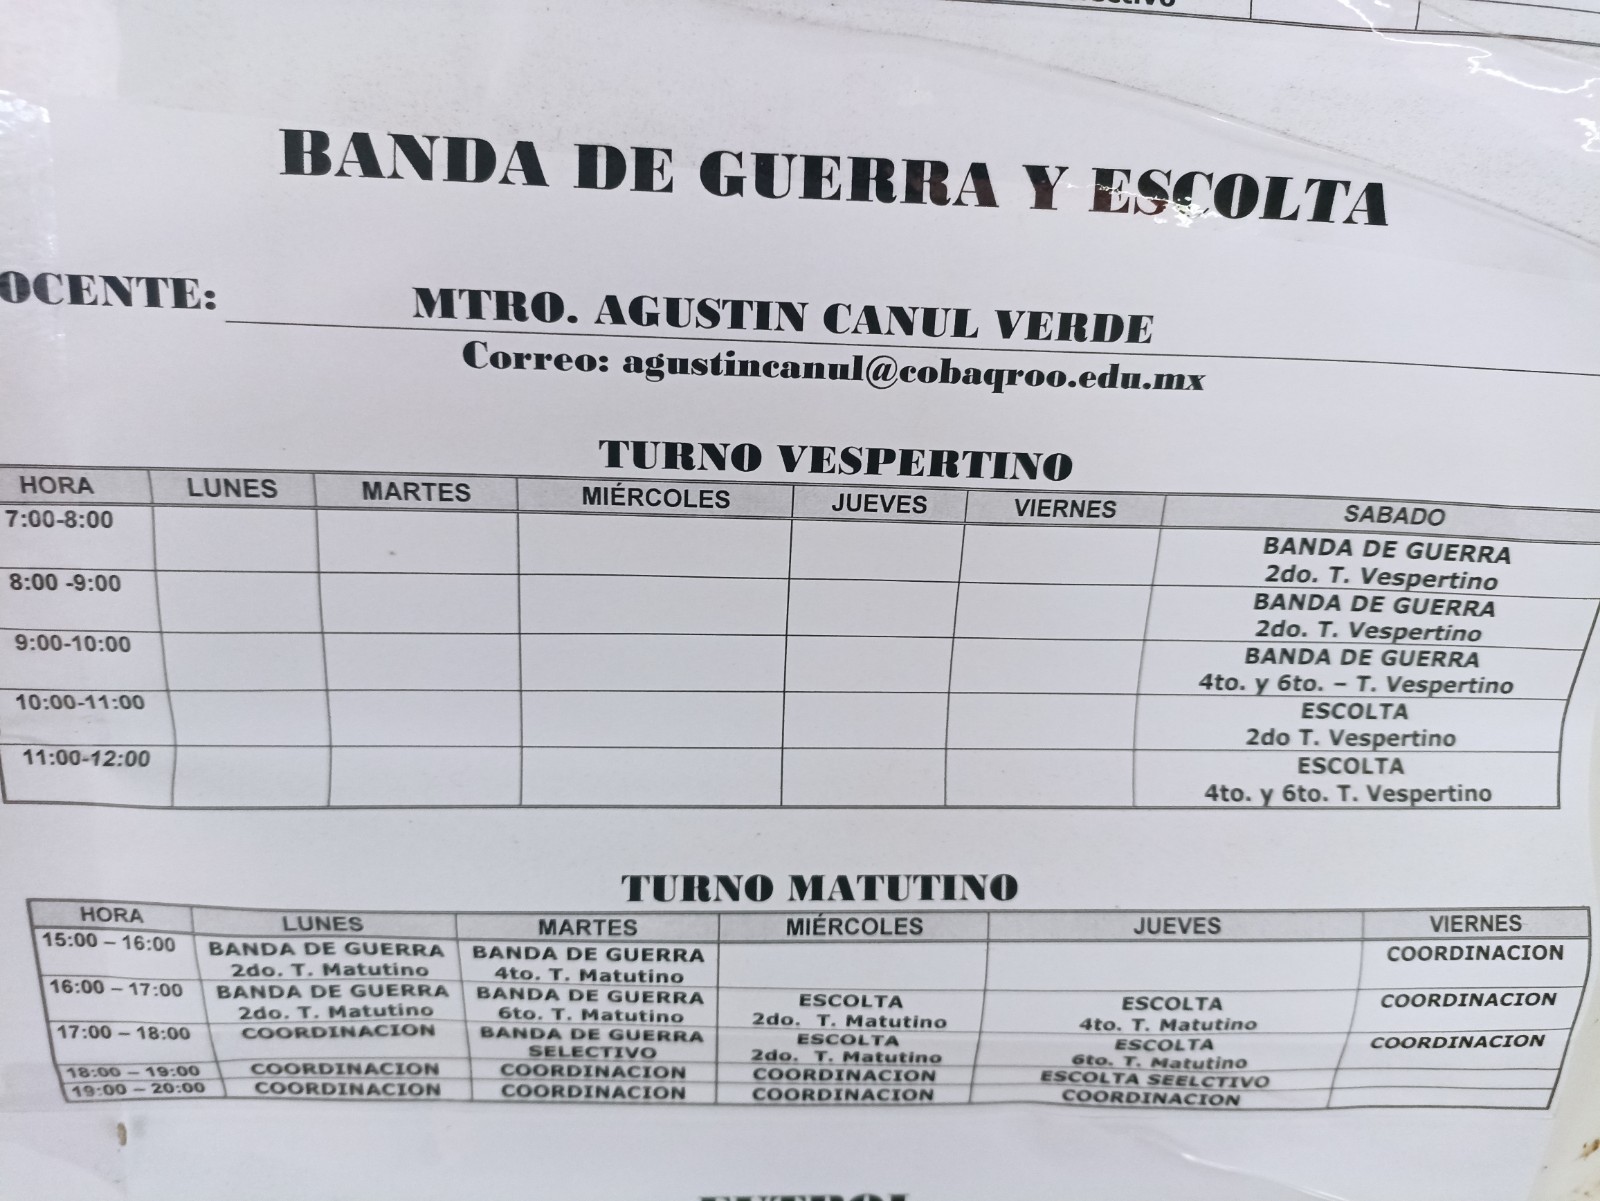 BANDA DE GUERRA Y ESCOLTA
OCENTE: MTRO. AGUSTIN CANUL VERDE
Correo: agustincanul@cobaqroo.edu.mx
TURNO VESPERTINO
HORA LUNES MARTES MIÉRCOLES JUEVES VIERNES SABADO
7:00-8:00 BANDA DE GUERRA
2do. T. Vespertino
8:00 -9:00 BANDA DE GUERRA
2do. T. Vespertino
9:00-10:00 BANDA DE GUERRA
4to. y 6to. – T. Vespertino
10:00-11:00 ESCOLTA
2do T. Vespertino
11:00-12:00 ESCOLTA
4to. y 6to. T. Vespertino
TURNO MATUTINO
HORA LUNES MARTES MIÉRCOLES JUEVES VIERNES
15:00 – 16:00 BANDA DE GUERRA BANDA DE GUERRA COORDINACION
2do. T. Matutino 4to. T. Matutino
16:00 – 17:00 BANDA DE GUERRA BANDA DE GUERRA ESCOLTA ESCOLTA COORDINACION
2do. T. Matutino 6to. T. Matutino 2do. T. Matutino 4to. T. Matutino
17:00 – 18:00 COORDINACION BANDA DE GUERRA ESCOLTA ESCOLTA COORDINACION
SELECTIVO 2do. T. Matutino 6to. T. Matutino
18:00 – 19:00 COORDINACION COORDINACION COORDINACION ESCOLTA SEELCTIVO
19:00 – 20:00 COORDINACION COORDINACION COORDINACION COORDINACION